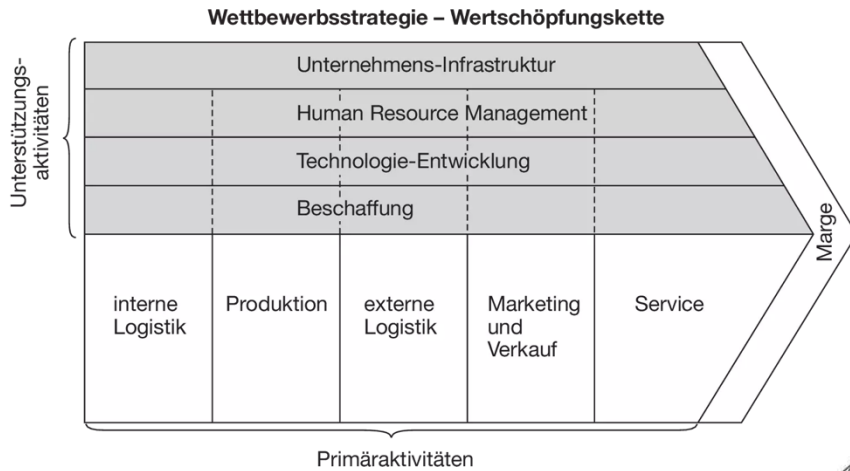 Wettbewerbsstrategie – Wertschöpfungskette
Unterstützungs-
aktivitäten
Unternehmens-Infrastruktur
Human Resource Management
Technologie-Entwicklung
Beschaffung
interne
Logistik
Produktion
externe
Logistik
Marketing
und
Verkauf
Service
Marge
Primäraktivitäten